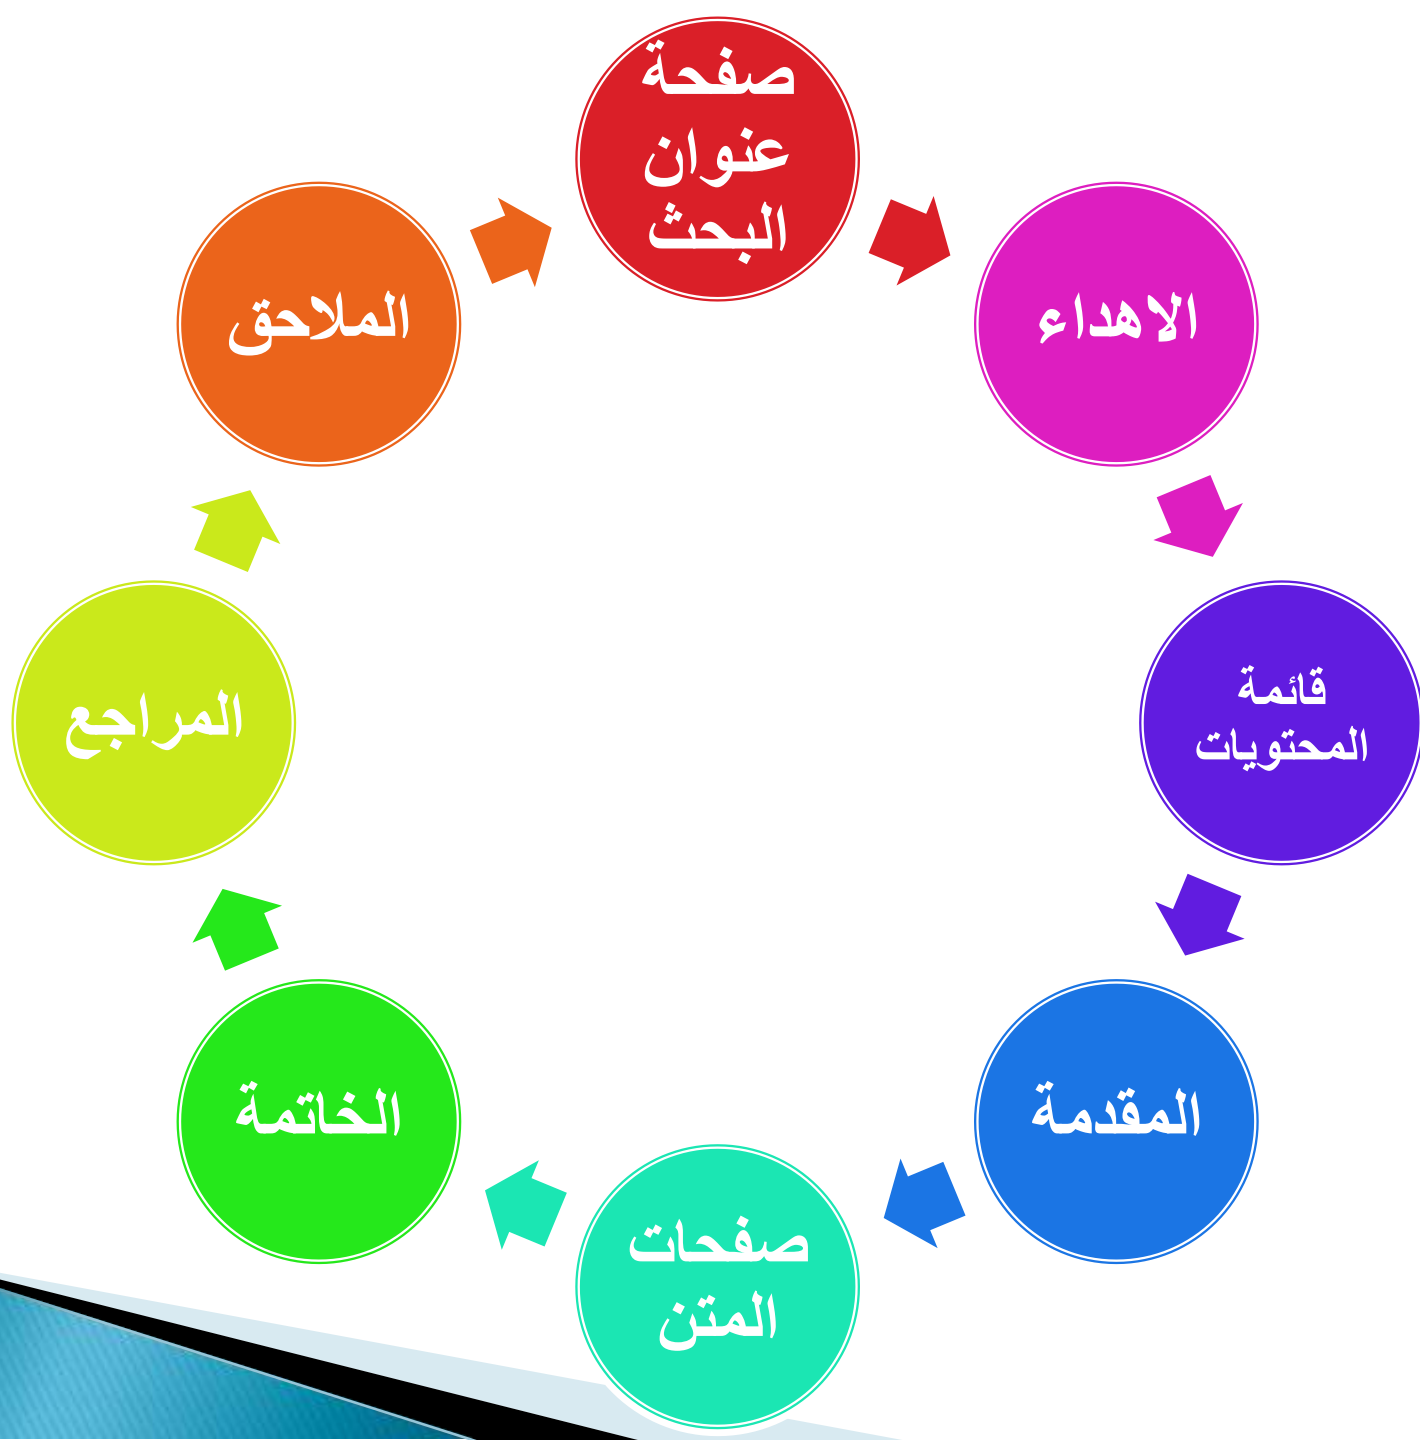 صفحة
عنوان
البحث
الاهداء
قائمة
المحتويات
المقدمة
صفحات
المتن
الخاتمة
المراجع
الملاحق